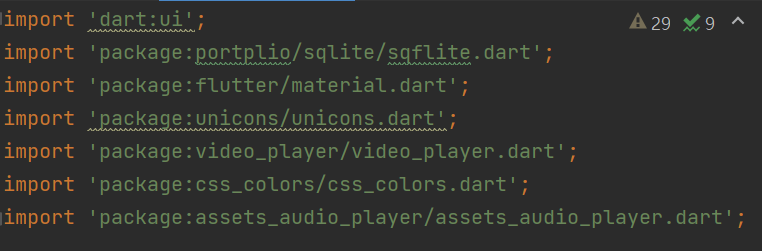 import 'dart:ui';
29 9
import 'package:portplio/sqlite/sqflite.dart';
import 'package:flutter/material.dart';
import 'package:unicons/unicons.dart';
import 'package:video_player/video_player.dart';
import 'package:css_colors/css_colors.dart';
import 'package:assets_audio_player/assets_audio_player.dart';